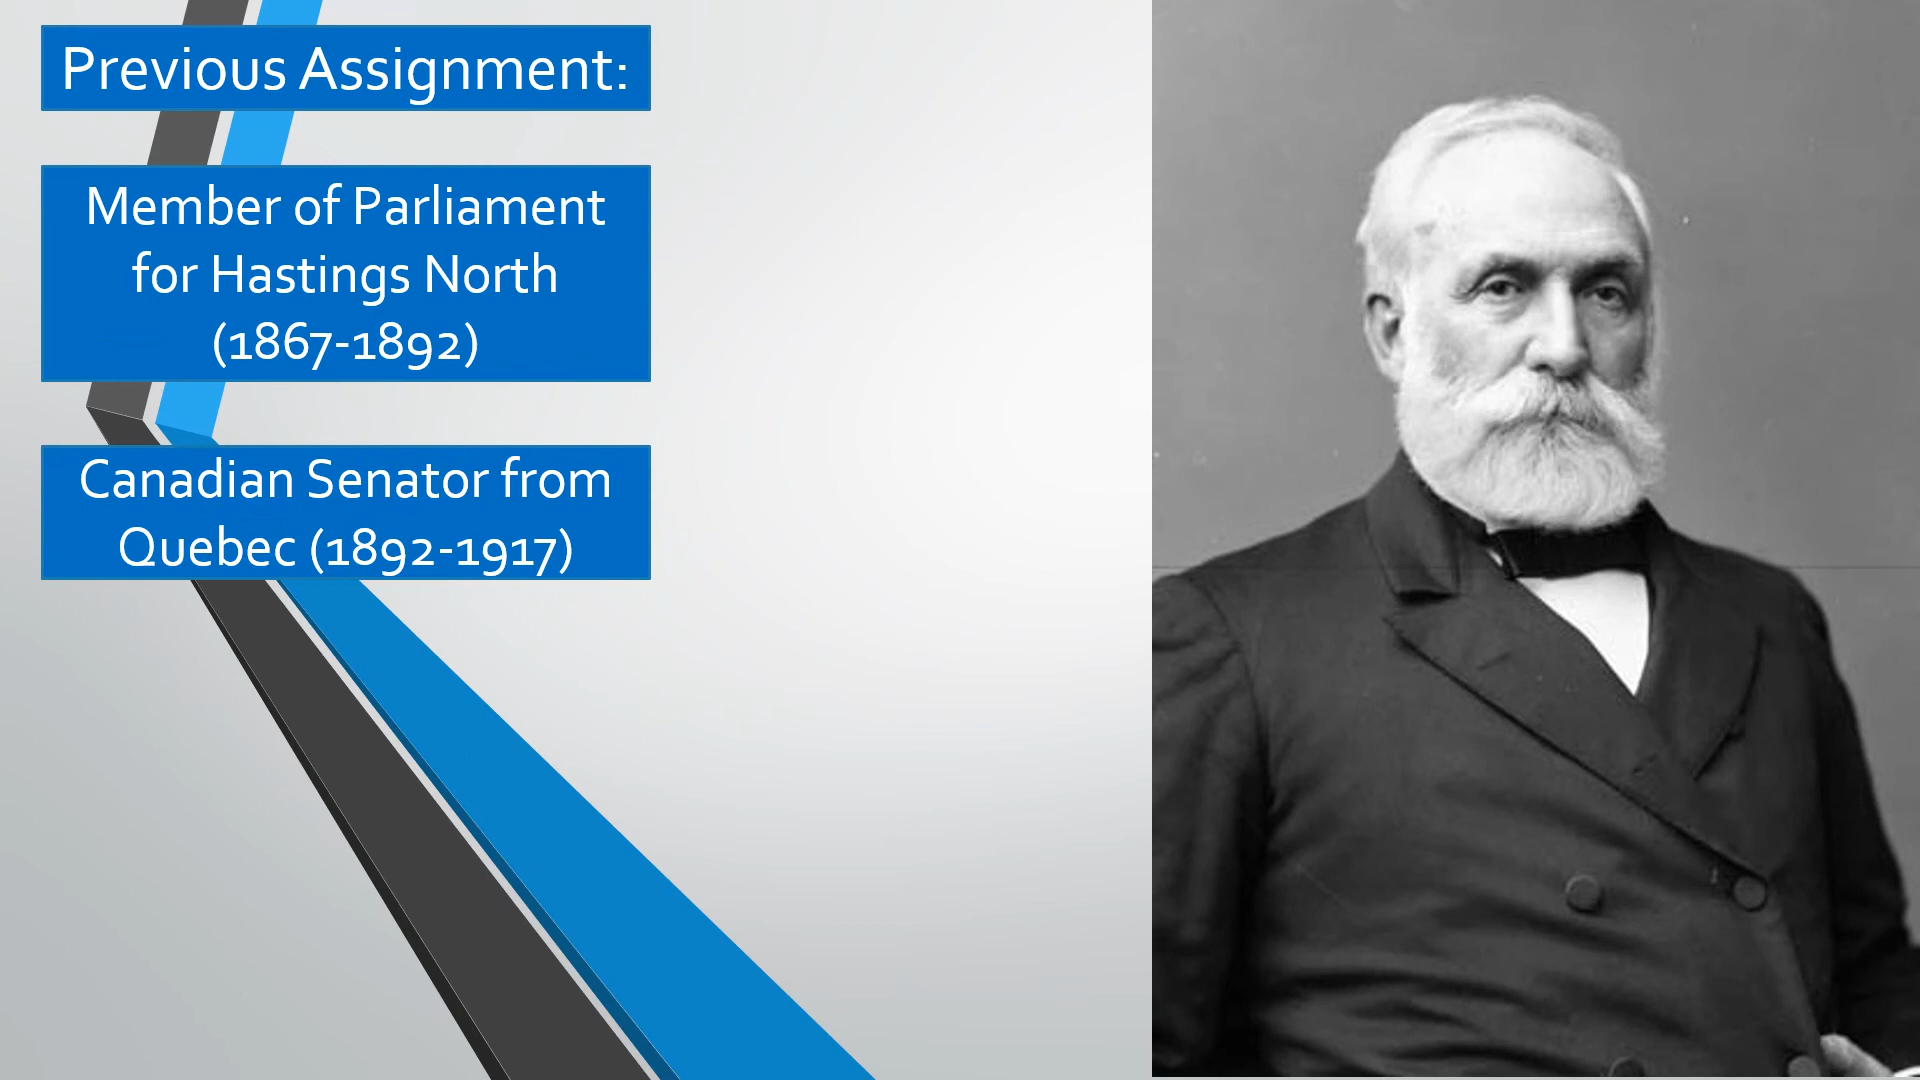 Previous Assignment:
Member of Parliament
for Hastings North
(1867-1892)
Canadian Senator from
Quebec (1892-1917)